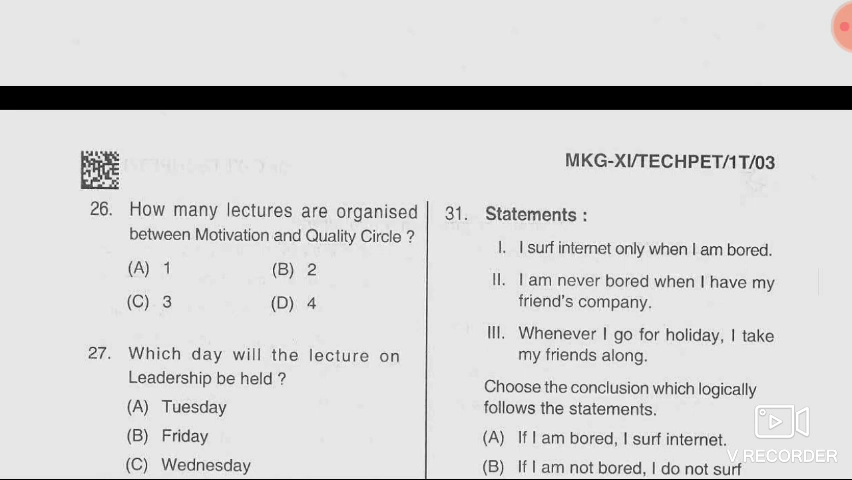 MKG-XI/TECHPET/1T/03
26. How many lectures are organised
between Motivation and Quality Circle ?
(A) 1 (B) 2
(C) 3 (D) 4
27. Which day will the lecture on
Leadership be held ?
(A) Tuesday
(B) Friday
(C) Wednesday
31. Statements :
I. I surf internet only when I am bored.
II. I am never bored when I have my
friend's company.
III. Whenever I go for holiday, I take
my friends along.
Choose the conclusion which logically
follows the statements.
(A) If I am bored, I surf internet.
(B) If I am not bored, I do not surf
V.RECORDER